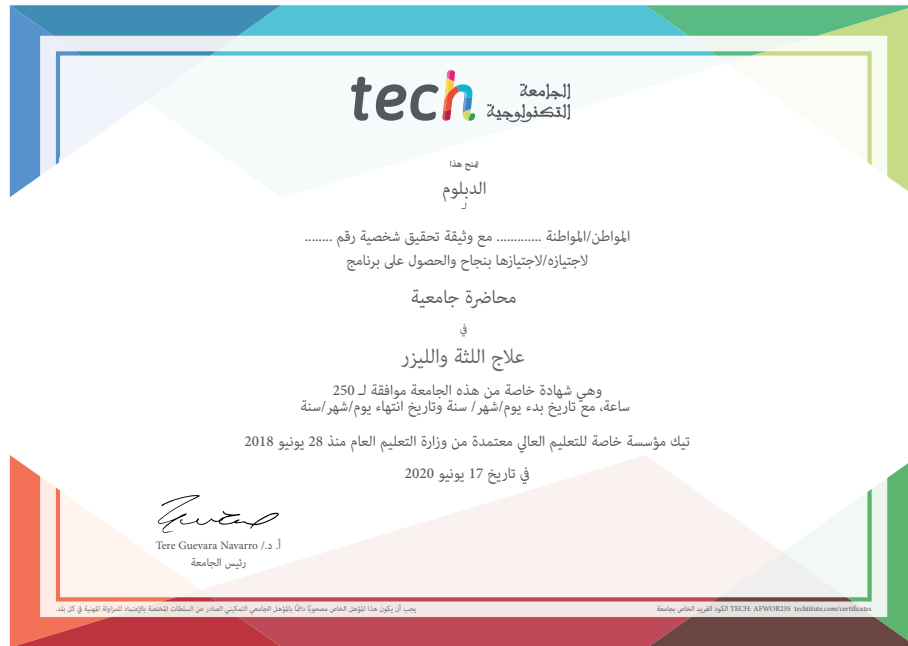 tech
الجامعة
التكنولوجية
تمنح هذا
الدبلوم
لـ
المواطن/المواطنة ............. مع وثيقة تحقيق شخصية رقم ........
لاجتيازه/لاجتيازها بنجاح والحصول على برنامج
محاضرة جامعية
في
علاج اللثة والليزر
وهي شهادة خاصة من هذه الجامعة موافقة لـ 250
ساعة، مع تاريخ بدء يوم/شهر/ سنة وتاريخ انتهاء يوم/شهر/سنة
تيك مؤسسة خاصة للتعليم العالي معتمدة من وزارة التعليم العام منذ 28 يونيو 2018
في تاريخ 17 يونيو 2020
أ. د./ Tere Guevara Navarro
رئيس الجامعة
يجب أن يكون هذا المؤهل الخاص مصحوبًا دائمًا بالمؤهل الجامعي التمكيني الصادر عن السلطات المختصة بالإعتماد للمزاولة المهنية في كل بلد.
الكود الفريد الخاص بجامعة TECH: AFWOR23S techtitute.com/certificates